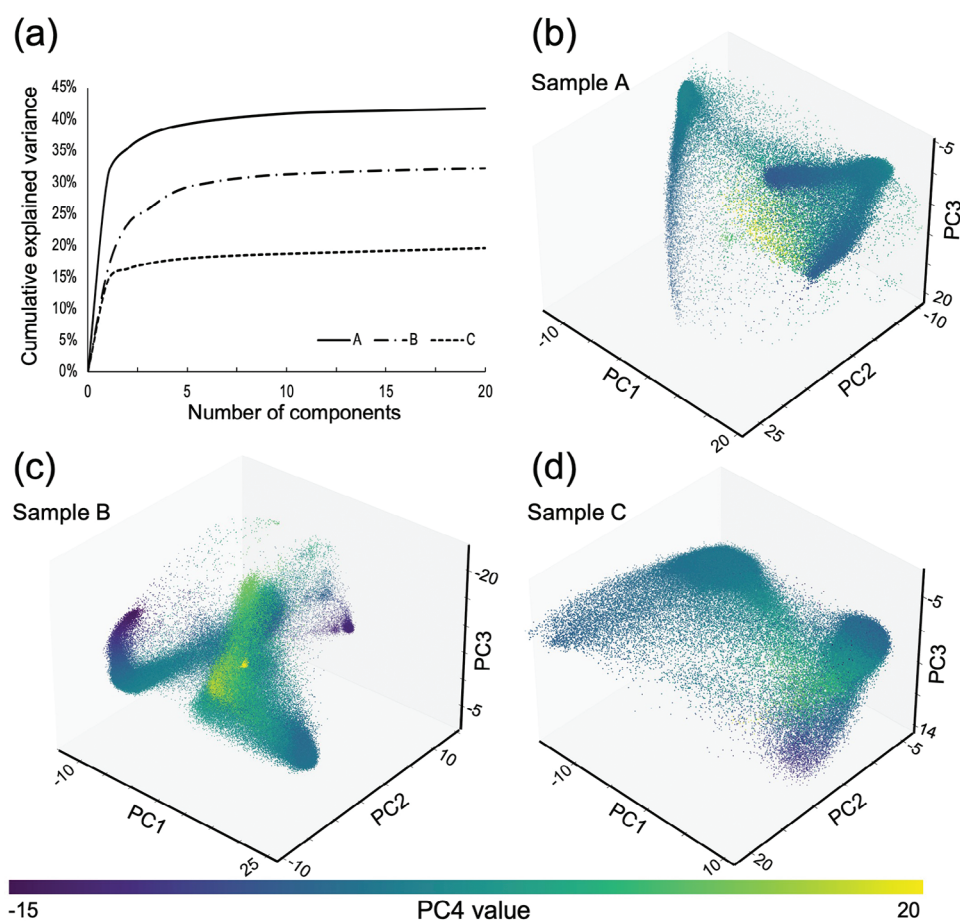 (a)
Cumulative explained variance
45%
40%
35%
30%
25%
20%
15%
10%
5%
0%
A B C
0 5 10 15 20
Number of components
(b)
Sample A
-5
PC3
20
-10
PC2
25
-10
PC1
20
(c)
Sample B
-20
PC3
-5
10
PC2
-10
-10
PC1
25
(d)
Sample C
-5
PC3
14
-5
PC2
20
-10
PC1
10
-15 PC4 value 20